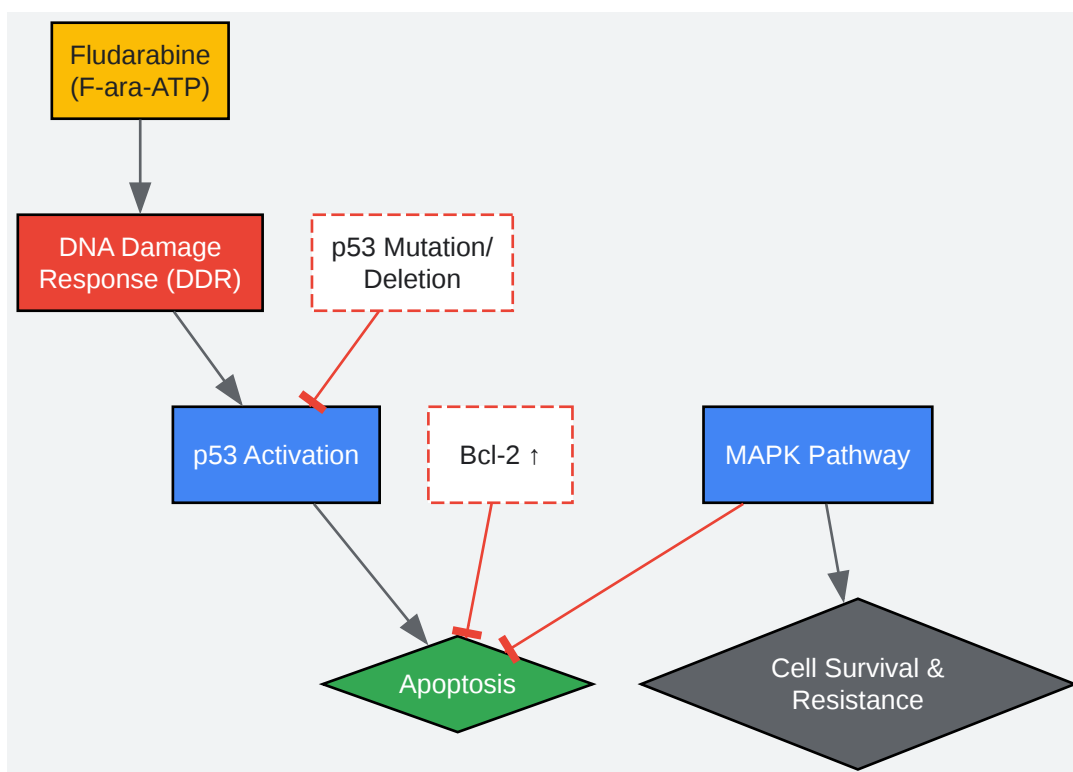 Fludarabine
(F-ara-ATP)
DNA Damage
Response (DDR)
p53 Mutation/
Deletion
p53 Activation
Bcl-2 ↑
MAPK Pathway
Apoptosis
Cell Survival &
Resistance